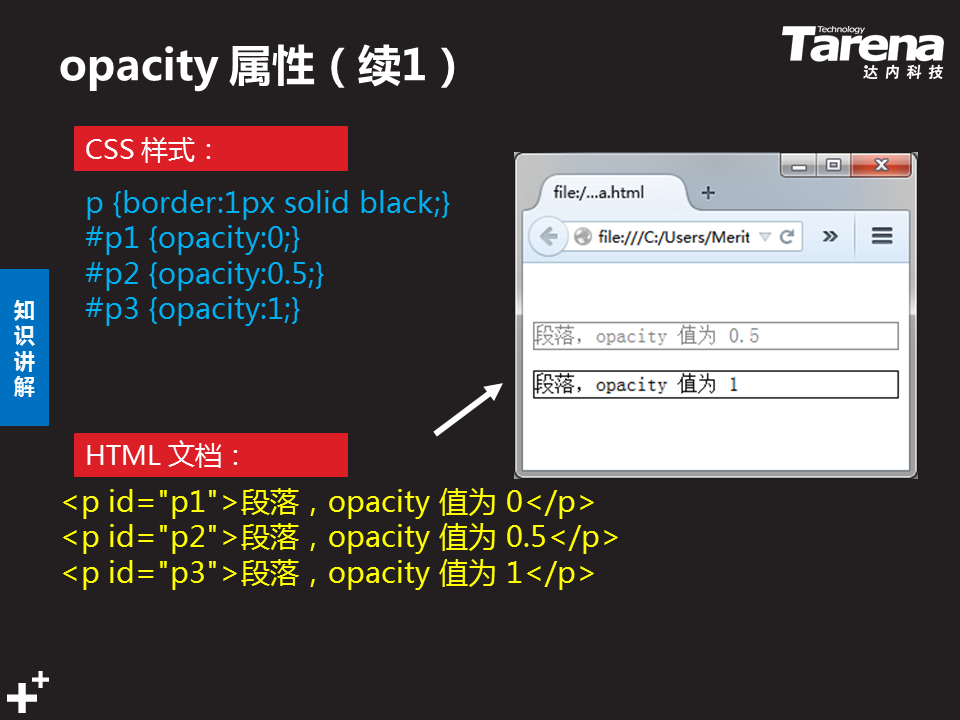 opacity 属性（续1）
Technology
Tarena
达内科技
CSS 样式：
p {border:1px solid black;}
#p1 {opacity:0;}
#p2 {opacity:0.5;}
#p3 {opacity:1;}
知识讲解
file:/...a.html
file:///C:/Users/Merit
段落，opacity 值为 0.5
段落，opacity 值为 1
HTML 文档：
<p id="p1">段落，opacity 值为 0</p>
<p id="p2">段落，opacity 值为 0.5</p>
<p id="p3">段落，opacity 值为 1</p>